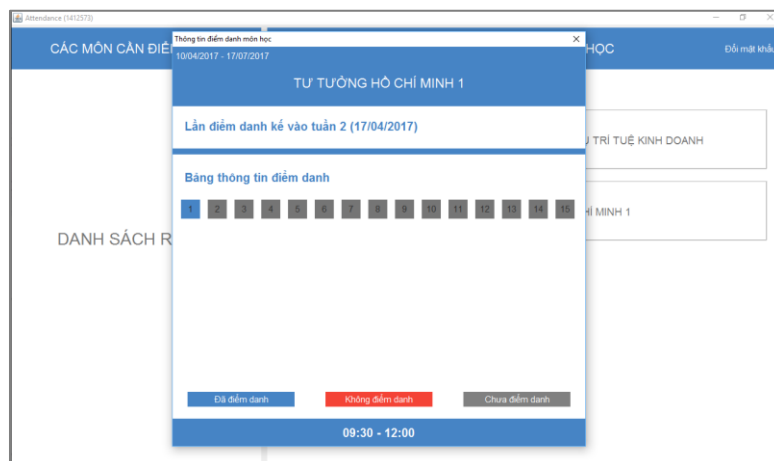 Attendance (1412573)
CÁC MÔN CẦN ĐIỂ
HỌC
Đổi mật khẩu
Thông tin điểm danh môn học
10/04/2017 - 17/07/2017
TƯ TƯỞNG HỒ CHÍ MINH 1
Lần điểm danh kế vào tuần 2 (17/04/2017)
Bảng thông tin điểm danh
1 2 3 4 5 6 7 8 9 10 11 12 13 14 15
TRÍ TUỆ KINH DOANH
HÍ MINH 1
DANH SÁCH R
Đã điểm danh
Không điểm danh
Chưa điểm danh
09:30 - 12:00